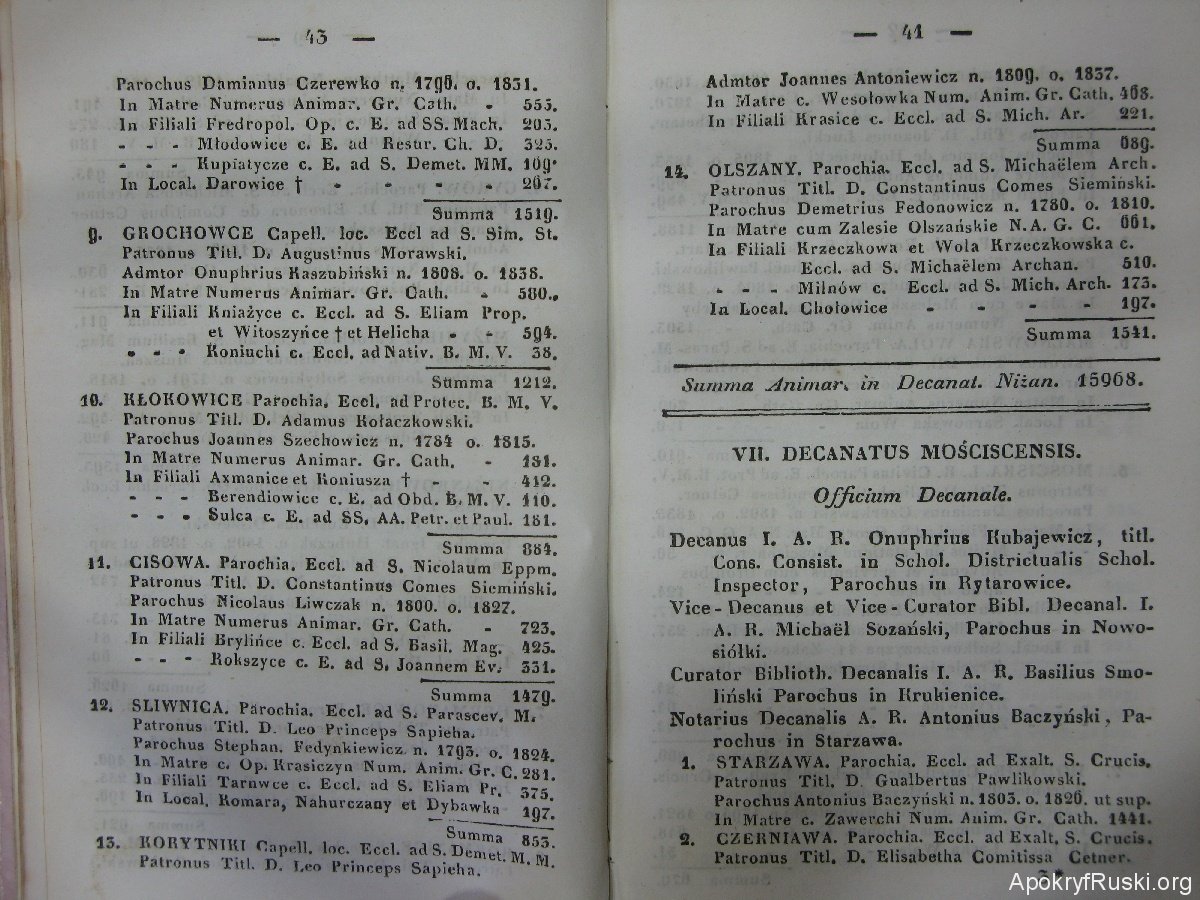 — 43 —
Parochus Damianus Czerewko n. 1790. o. 1831.
In Matre Numerus Animar. Gr. Cath. - 555.
In Filiali Fredropol. Op. c. E. ad SS. Mach. 203.
- - - Młodowice c. E. ad Resur. Ch. D. 325.
- - - Kupiatycze c. E. ad S. Demet. MM. 169.
In Local. Darowice † - - - - 267.
Summa 1519.
9. GROCHOWCE Capell. loc. Eccl ad S. Sim. St.
Patronus Titl. D. Augustinus Morawski.
Admtor Onuphrius Kaszubiński n. 1808. o. 1838.
In Matre Numerus Animar. Gr. Cath. - 580.
In Filiali Kniażyce c. Eccl. ad S. Eliam Prop.
et Witoszyńce † et Helicha - - 594.
- - - Koniuchi c. Eccl. ad Nativ. B. M. V. 38.
Summa 1212.
10. KŁOKOWICE Parochia. Eccl. ad Protec. B. M. V.
Patronus Titl. D. Adamus Kołaczkowski.
Parochus Joannes Szechowicz n. 1784 o. 1815.
In Matre Numerus Animar. Gr. Cath. - 181.
In Filiali Axmanice et Koniusza † - - 412.
- - - Berendiowice c. E. ad Obd. B. M. V. 110.
- - - Sulca c. E. ad SS. AA. Petr. et Paul. 181.
Summa 884.
11. CISOWA. Parochia. Eccl. ad S. Nicolaum Eppm.
Patronus Titl. D. Constantinus Comes Siemiński.
Parochus Nicolaus Liwczak n. 1800. o. 1827.
In Matre Numerus Animar. Gr. Cath. - 723.
In Filiali Brylińce c. Eccl. ad S. Basil. Mag. 425.
- - - Rokszyce c. E. ad S. Joannem Ev. 331.
Summa 1479.
12. SLIWNICA. Parochia. Eccl. ad S. Parascev. M.
Patronus Titl. D. Leo Princeps Sapieha.
Parochus Stephan. Fedynkiewicz n. 1793. o. 1824.
In Matre c. Op. Krasiczyn Num. Anim. Gr. C. 281.
In Filiali Tarnwce c. Eccl. ad S. Eliam Pr. 375.
In Local. Komara, Nahurczany et Dybawka 197.
Summa 853.
13. KORYTNIKI Capell. loc. Eccl. ad S. Demet. M. M.
Patronus Titl. D. Leo Princeps Sapieha.
— 41 —
Admtor Joannes Antoniewicz n. 1809. o. 1837.
In Matre c. Wesołowka Num. Anim. Gr. Cath. 468.
In Filiali Krasice c. Eccl. ad S. Mich. Ar. 221.
Summa 689.
14. OLSZANY. Parochia. Eccl. ad S. Michaëlem Arch.
Patronus Titl. D. Constantinus Comes Siemiński.
Parochus Demetrius Fedonowicz n. 1780. o. 1810.
In Matre cum Zalesie Olszańskie N. A. G. C. 661.
In Filiali Krzeczkowa et Wola Krzeczkowska c.
Eccl. ad S. Michaëlem Archan. 510.
- - - Milnów c. Eccl. ad S. Mich. Arch. 173.
In Local. Chołowice - - - 197.
Summa 1541.
Summa Animar. in Decanat. Niżan. 15968.
VII. DECANATUS MOŚCISCENSIS.
Officium Decanale.
Decanus I. A. R. Onuphrius Kubajewicz, titl.
Cons. Consist. in Schol. Districtualis Schol.
Inspector, Parochus in Rytarowice.
Vice-Decanus et Vice-Curator Bibl. Decanal. I.
A. R. Michaël Sozański, Parochus in Nowo-
siółki.
Curator Biblioth. Decanalis I. A. R. Basilius Smo-
liński Parochus in Krukienice.
Notarius Decanalis A. R. Antonius Baczyński, Pa-
rochus in Starzawa.
1. STARZAWA. Parochia. Eccl. ad Exalt. S. Crucis.
Patronus Titl. D. Gualbertus Pawlikowski.
Parochus Antonius Baczyński n. 1803. o. 1826. ut sup.
In Matre c. Zawerchi Num. Anim. Gr. Cath. 1441.
2. CZERNIAWA. Parochia. Eccl. ad Exalt. S. Crucis.
Patronus Titl. D. Elisabetha Comitissa Cetner.
3 *
ApokryfRuski.org